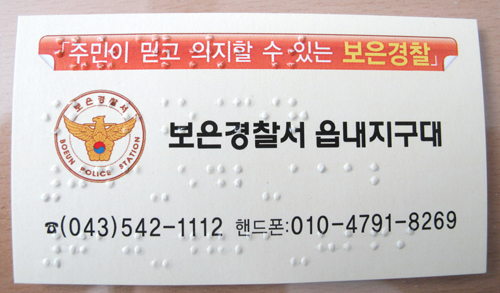 「주민이 믿고 의지할 수 있는 보은경찰」
보은경찰서
BOEUN POLICE STATION
보은경찰서 읍내지구대
☎(043)542-1112 핸드폰:010-4791-8269